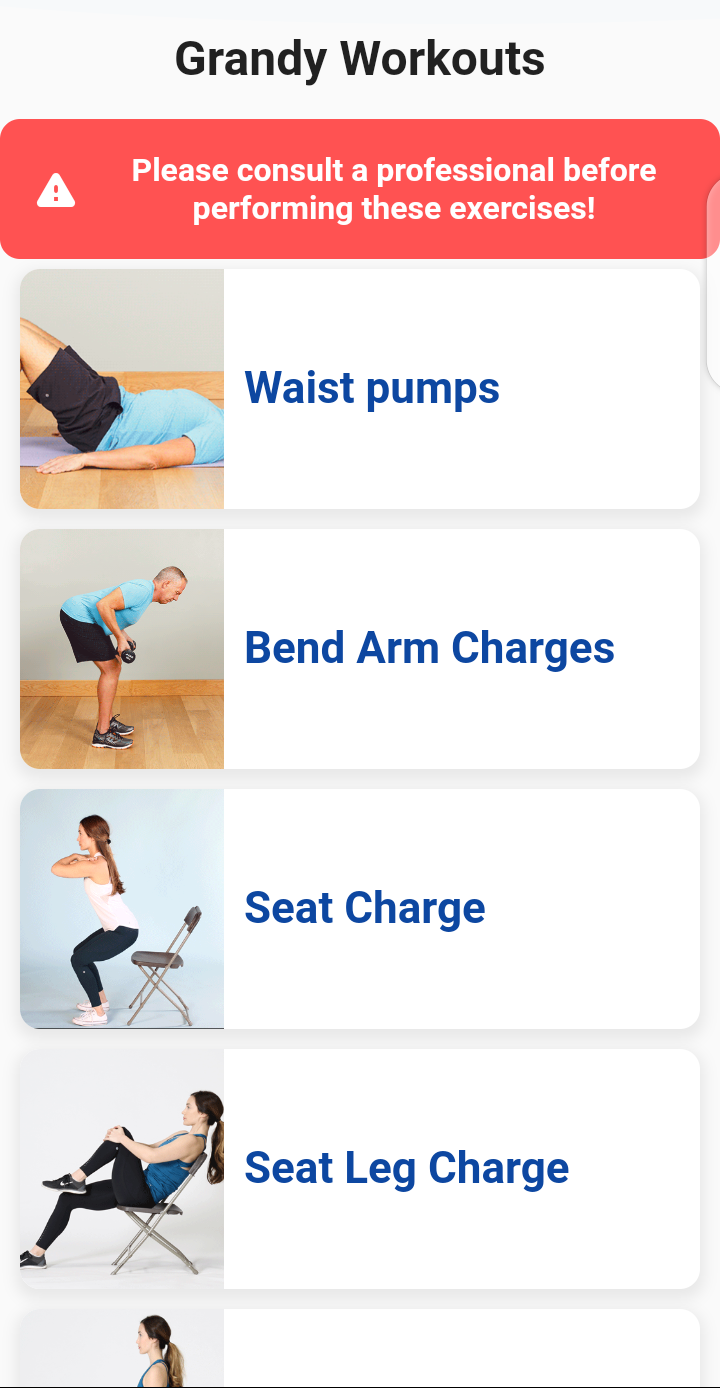 Grandy Workouts
Please consult a professional before
performing these exercises!
Waist pumps
Bend Arm Charges
Seat Charge
Seat Leg Charge